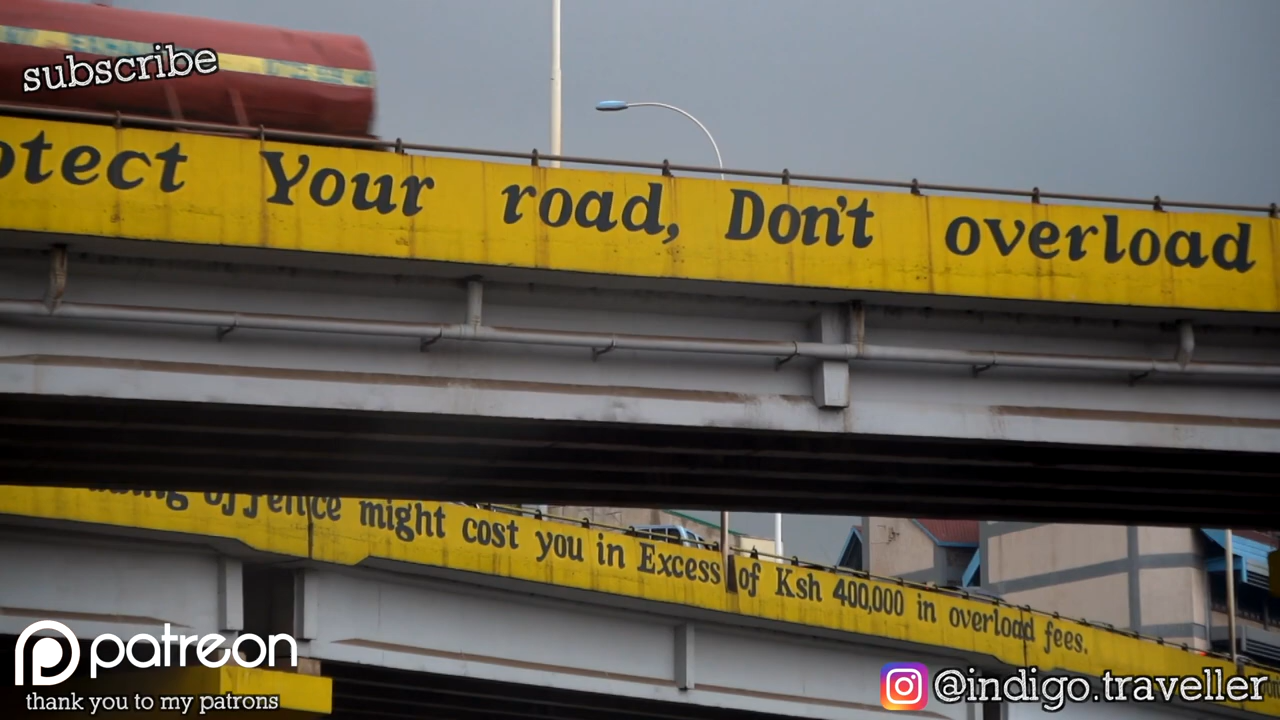 subscribe
otect Your road, Don't overload
offence might cost you in Excess of Ksh 400,000 in overload fees.
patreon
thank you to my patrons
@indigo.traveller